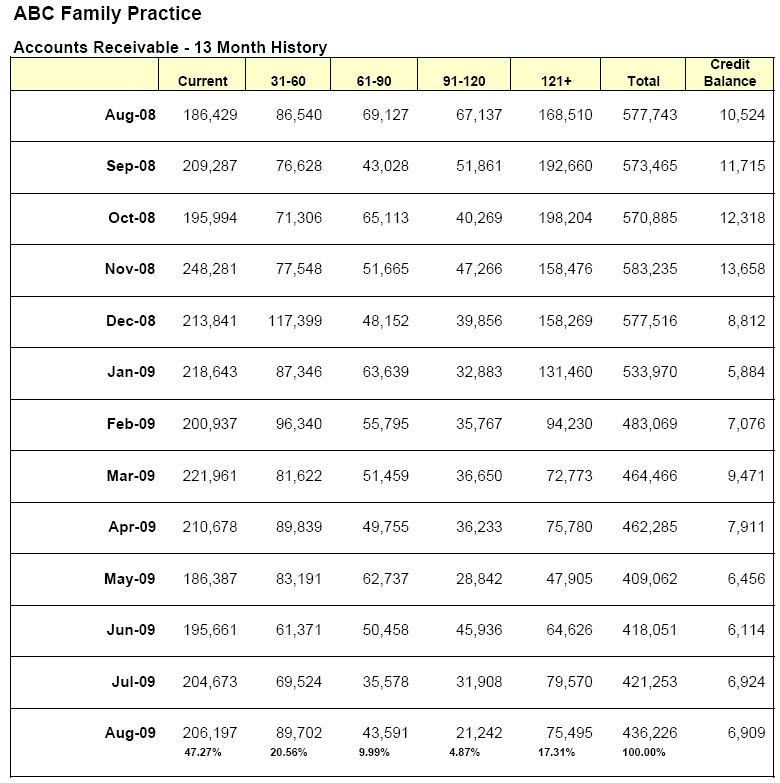 ABC Family Practice
Accounts Receivable - 13 Month History
Current 31-60 61-90 91-120 121+ Total Credit Balance
Aug-08 186,429 86,540 69,127 67,137 168,510 577,743 10,524
Sep-08 209,287 76,628 43,028 51,861 192,660 573,465 11,715
Oct-08 195,994 71,306 65,113 40,269 198,204 570,885 12,318
Nov-08 248,281 77,548 51,665 47,266 158,476 583,235 13,658
Dec-08 213,841 117,399 48,152 39,856 158,269 577,516 8,812
Jan-09 218,643 87,346 63,639 32,883 131,460 533,970 5,884
Feb-09 200,937 96,340 55,795 35,767 94,230 483,069 7,076
Mar-09 221,961 81,622 51,459 36,650 72,773 464,466 9,471
Apr-09 210,678 89,839 49,755 36,233 75,780 462,285 7,911
May-09 186,387 83,191 62,737 28,842 47,905 409,062 6,456
Jun-09 195,661 61,371 50,458 45,936 64,626 418,051 6,114
Jul-09 204,673 69,524 35,578 31,908 79,570 421,253 6,924
Aug-09 206,197 89,702 43,591 21,242 75,495 436,226 6,909
47.27% 20.56% 9.99% 4.87% 17.31% 100.00%